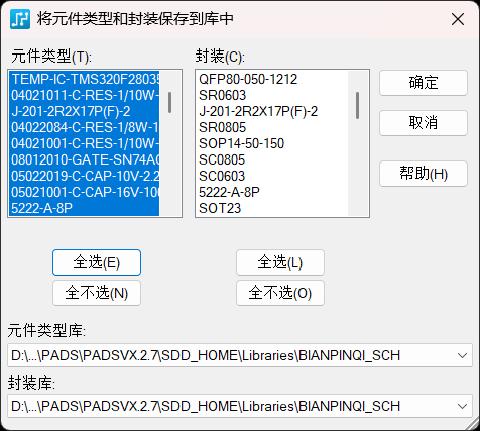 将元件类型和封装保存到库中
元件类型(T):
TEMP-IC-TMS320F28035
04021011-C-RES-1/10W-
J-201-2R2X17P(F)-2
04022084-C-RES-1/8W-1
04021001-C-RES-1/10W-
08012010-GATE-SN74AC
05022019-C-CAP-10V-2.2
05021001-C-CAP-16V-100
5222-A-8P
封装(C):
QFP80-050-1212
SR0603
J-201-2R2X17P(F)-2
SR0805
SOP14-50-150
SC0805
SC0603
5222-A-8P
SOT23
确定
取消
帮助(H)
全选(E)
全不选(N)
全选(L)
全不选(O)
元件类型库:
D:\...\PADS\PADSVX.2.7\SDD_HOME\Libraries\BIANPINQI_SCH
封装库:
D:\...\PADS\PADSVX.2.7\SDD_HOME\Libraries\BIANPINQI_SCH